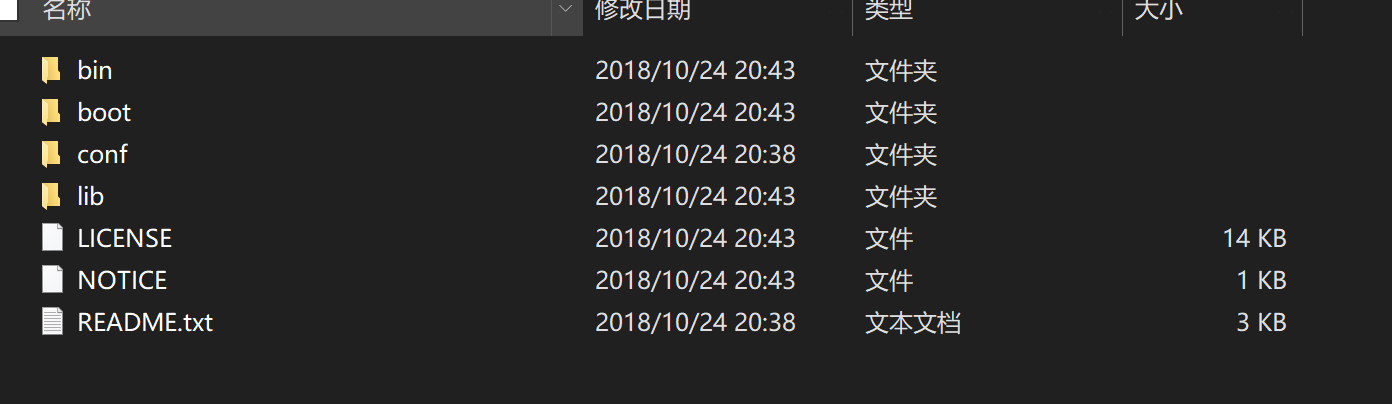 名称 修改日期 类型 大小
bin 2018/10/24 20:43 文件夹
boot 2018/10/24 20:43 文件夹
conf 2018/10/24 20:38 文件夹
lib 2018/10/24 20:43 文件夹
LICENSE 2018/10/24 20:43 文件 14 KB
NOTICE 2018/10/24 20:43 文件 1 KB
README.txt 2018/10/24 20:38 文本文档 3 KB